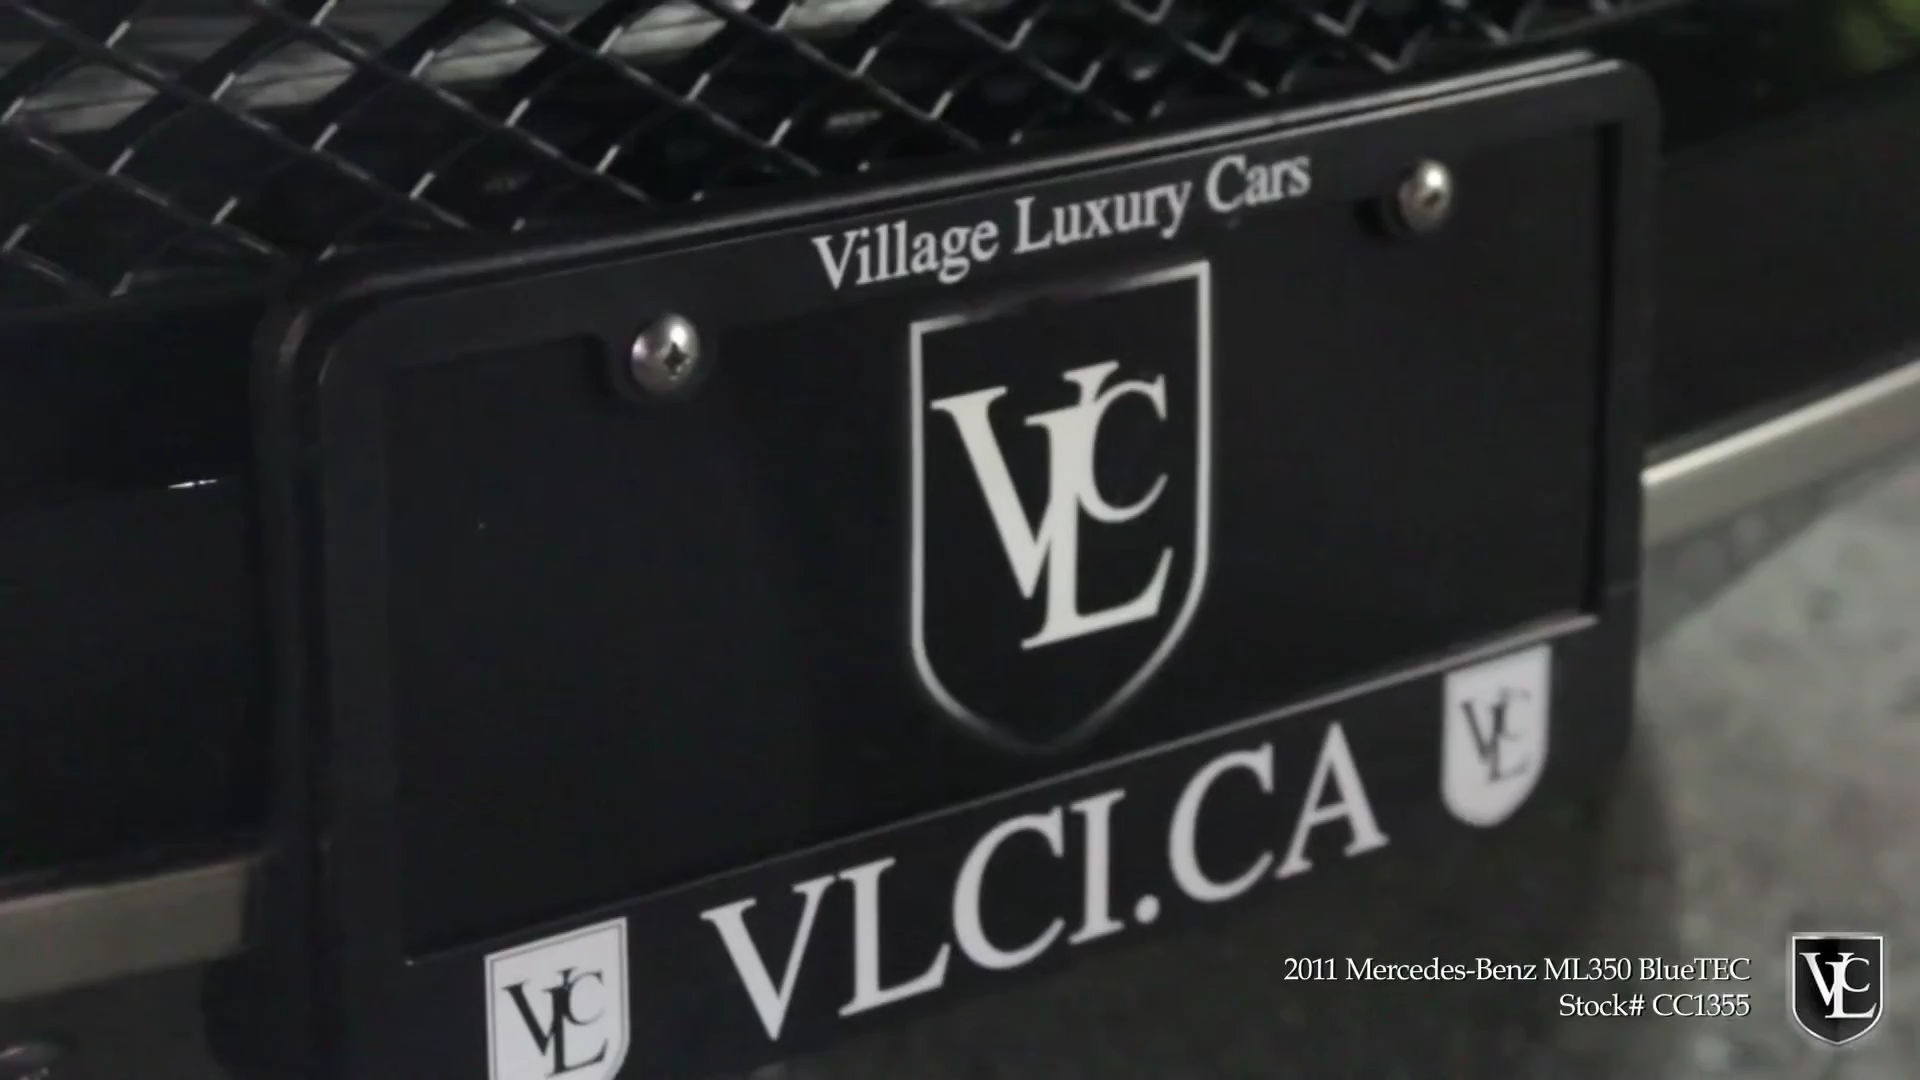 Village Luxury Cars
VLC
VLCI.CA
VLC
VLC
2011 Mercedes-Benz ML350 BlueTEC
Stock# CC1355
VLC